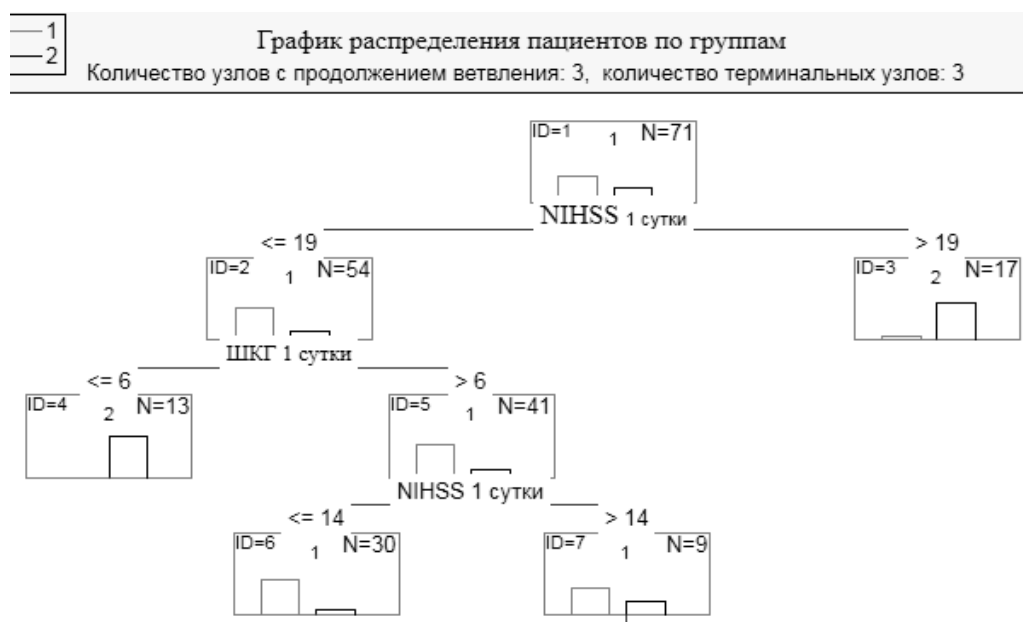 1
2
График распределения пациентов по группам
Количество узлов с продолжением ветвления: 3, количество терминальных узлов: 3
ID=1 1 N=71
NIHSS 1 сутки
<= 19 > 19
ID=2 1 N=54 ID=3 2 N=17
ШКГ 1 сутки
<= 6 > 6
ID=4 2 N=13 ID=5 1 N=41
NIHSS 1 сутки
<= 14 > 14
ID=6 1 N=30 ID=7 1 N=9